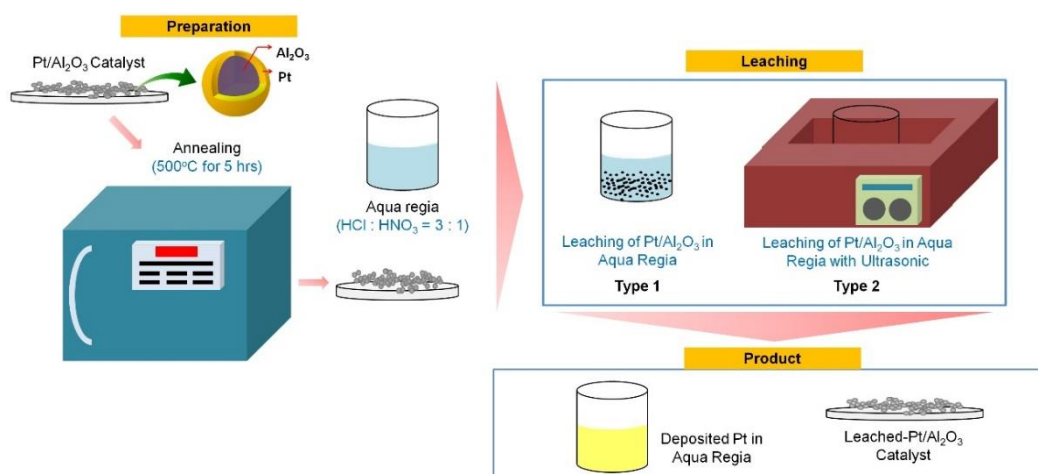 Preparation
Pt/Al₂O₃ Catalyst
Al₂O₃
Pt
Annealing
(500°C for 5 hrs)
Aqua regia
(HCl : HNO₃ = 3 : 1)
Leaching
Leaching of Pt/Al₂O₃ in
Aqua Regia
Type 1
Leaching of Pt/Al₂O₃ in Aqua
Regia with Ultrasonic
Type 2
Product
Deposited Pt in
Aqua Regia
Leached-Pt/Al₂O₃
Catalyst